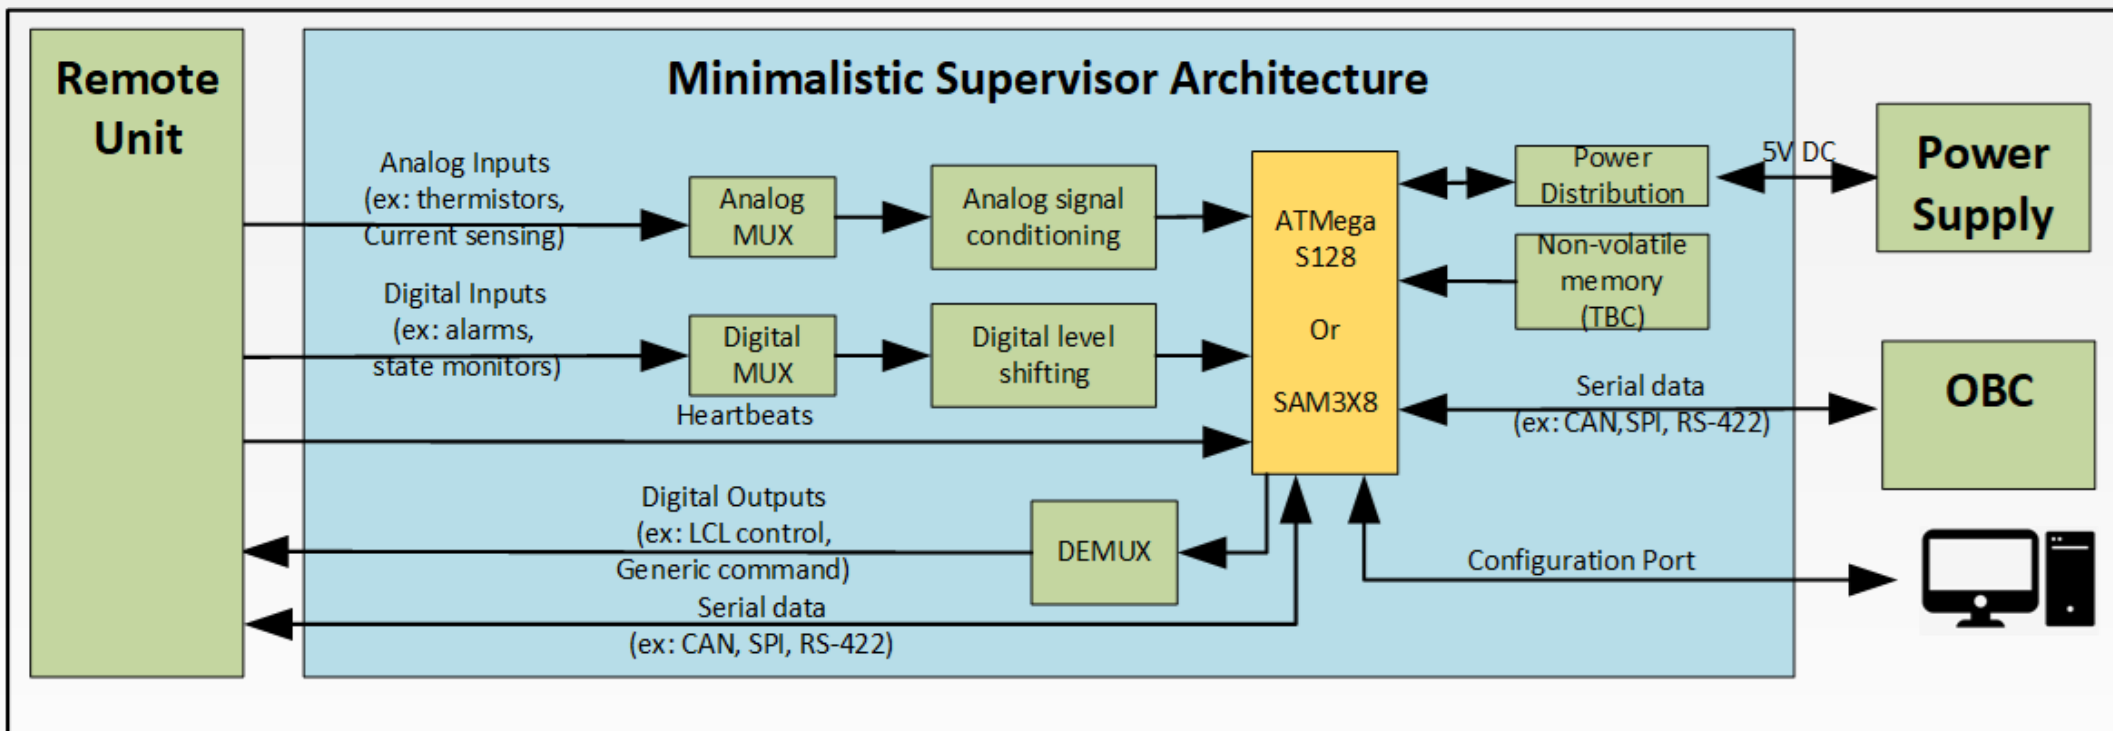 Remote
Unit
Minimalistic Supervisor Architecture
Analog Inputs
(ex: thermistors,
Current sensing)
Analog
MUX
Analog signal
conditioning
Digital Inputs
(ex: alarms,
state monitors)
Digital
MUX
Digital level
shifting
Heartbeats
ATMega
S128
Or
SAM3X8
Digital Outputs
(ex: LCL control,
Generic command)
DEMUX
Serial data
(ex: CAN, SPI, RS-422)
Power
Distribution
5V DC
Power
Supply
Non-volatile
memory
(TBC)
Serial data
(ex: CAN,SPI, RS-422)
OBC
Configuration Port